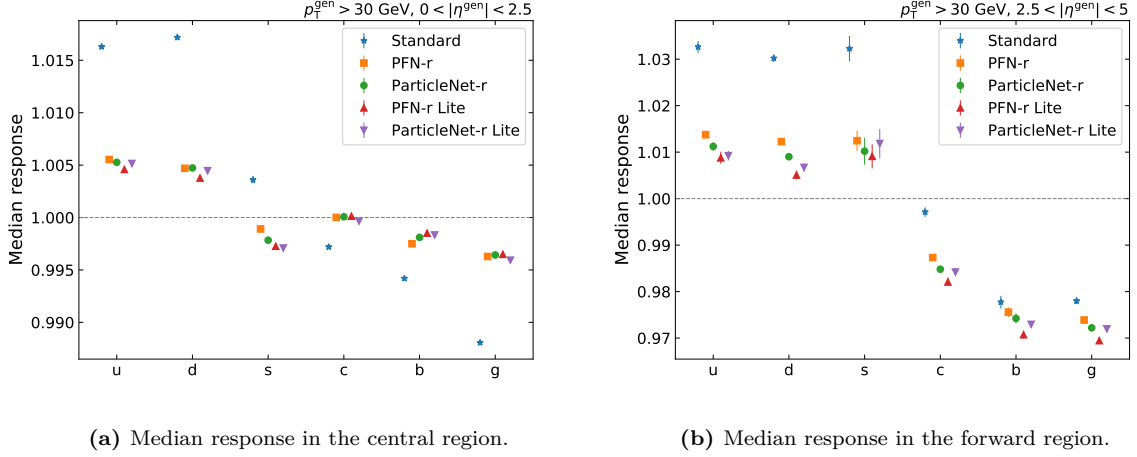 p_T^gen > 30 GeV, 0 < |η^gen| < 2.5
Median response
1.015
1.010
1.005
1.000
0.995
0.990
Standard
PFN-r
ParticleNet-r
PFN-r Lite
ParticleNet-r Lite
u d s c b g
(a) Median response in the central region.
p_T^gen > 30 GeV, 2.5 < |η^gen| < 5
Median response
1.03
1.02
1.01
1.00
0.99
0.98
0.97
Standard
PFN-r
ParticleNet-r
PFN-r Lite
ParticleNet-r Lite
u d s c b g
(b) Median response in the forward region.